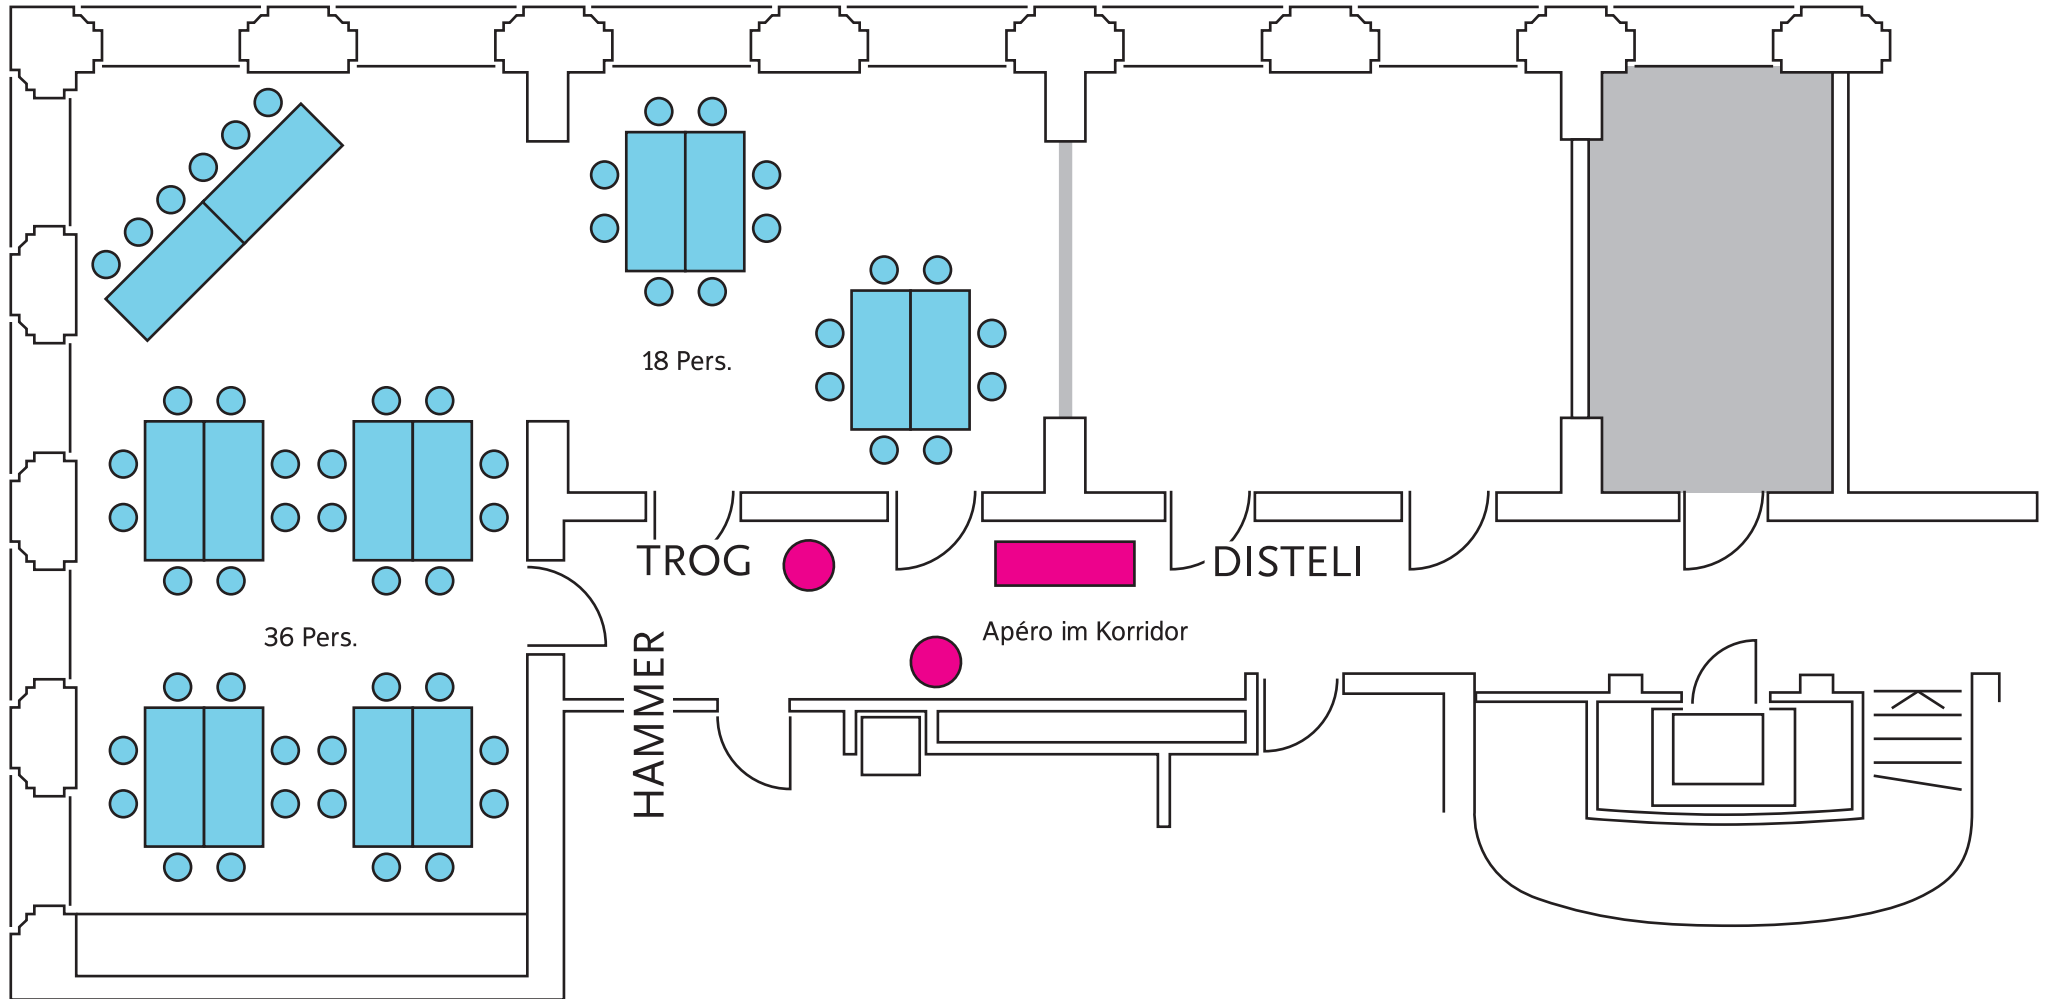 18 Pers.
TROG
DISTELI
36 Pers.
HAMMER
Apéro im Korridor